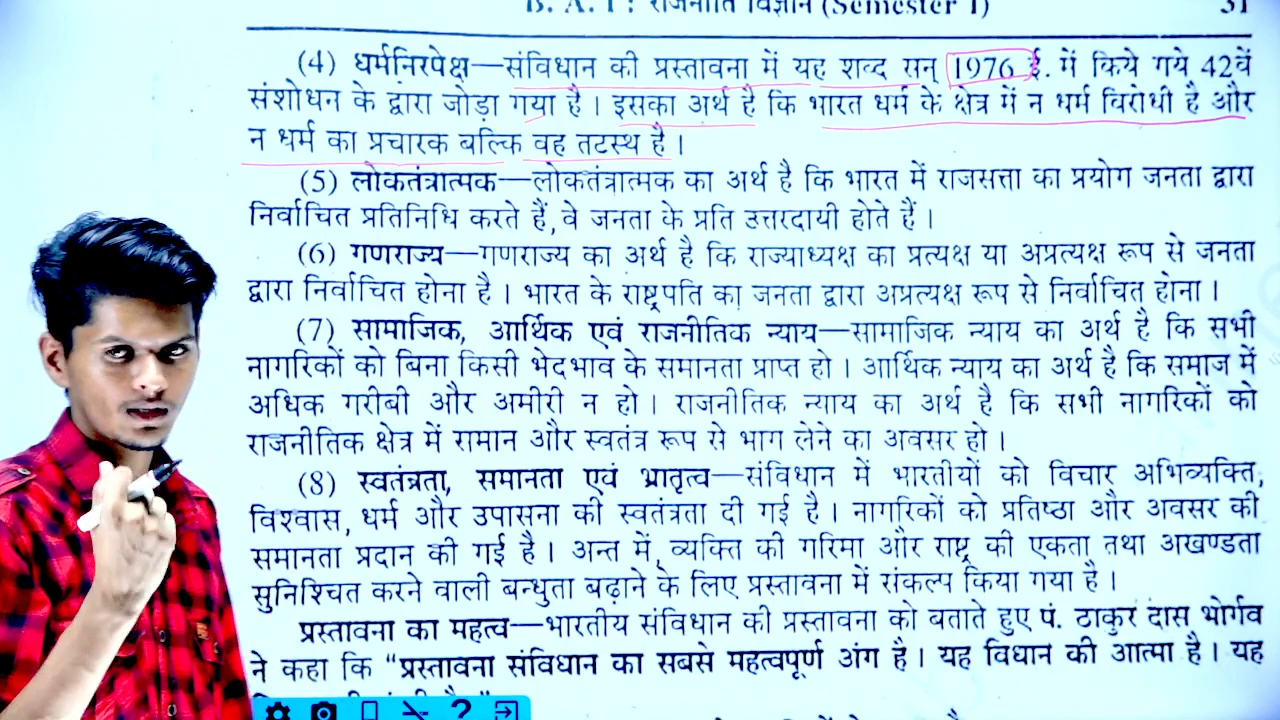 B. A. I : राजनीति विज्ञान (Semester I) 31
(4) धर्मनिरपेक्ष—संविधान की प्रस्तावना में यह शब्द सन् 1976 ई. में किये गये 42वें
संशोधन के द्वारा जोड़ा गया है। इसका अर्थ है कि भारत धर्म के क्षेत्र में न धर्म विरोधी है और
न धर्म का प्रचारक बल्कि वह तटस्थ है।
(5) लोकतंत्रात्मक—लोकतंत्रात्मक का अर्थ है कि भारत में राजसत्ता का प्रयोग जनता द्वारा
निर्वाचित प्रतिनिधि करते हैं, वे जनता के प्रति उत्तरदायी होते हैं।
(6) गणराज्य—गणराज्य का अर्थ है कि राज्याध्यक्ष का प्रत्यक्ष या अप्रत्यक्ष रूप से जनता
द्वारा निर्वाचित होना है। भारत के राष्ट्रपति का जनता द्वारा अप्रत्यक्ष रूप से निर्वाचित् होना।
(7) सामाजिक, आर्थिक एवं राजनीतिक न्याय—सामाजिक न्याय का अर्थ है कि सभी
नागरिकों को बिना किसी भेदभाव के समानता प्राप्त हो। आर्थिक न्याय का अर्थ है कि समाज में
अधिक गरीबी और अमीरी न हो। राजनीतिक न्याय का अर्थ है कि सभी नागरिकों को
राजनीतिक क्षेत्र में रामान और स्वतंत्र रूप से भाग लेने का अवसर हो।
(8) स्वतंत्रता, समानता एवं भ्रातृत्व—संविधान में भारतीयों को विचार अभिव्यक्ति,
विश्वास, धर्म और उपासना की स्वतंत्रता दी गई है। नागरिकों को प्रतिष्ठा और अवसर की
समानता प्रदान की गई है। अन्त में, व्यक्ति की गरिमा और राष्ट्र की एकता तथा अखण्डता
सुनिश्चित करने वाली बन्धुता बढ़ाने के लिए प्रस्तावना में संकल्प किया गया है।
प्रस्तावना का महत्व—भारतीय संविधान की प्रस्तावना को बताते हुए पं. ठाकुर दास भोर्गव
ने कहा कि “प्रस्तावना संविधान का सबसे महत्वपूर्ण अंग है। यह विधान की आत्मा है। यह